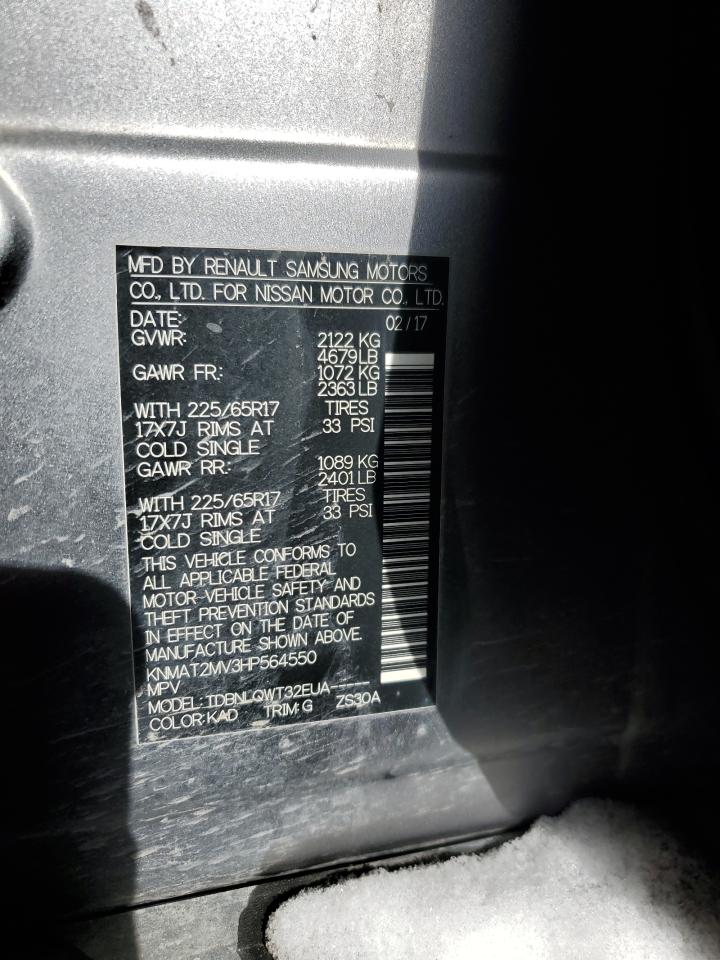 MFD BY RENAULT SAMSUNG MOTORS
CO., LTD. FOR NISSAN MOTOR CO., LTD.
DATE: 02/17
GVWR: 2122 KG
4679LB
GAWR FR.: 1072 KG
2363 LB
WITH 225/65R17 TIRES
17X7J RIMS AT 33 PSI
COLD SINGLE
GAWR RR.: 1089 KG
2401 LB
WITH 225/65R17 TIRES
17X7J RIMS AT 33 PSI
COLD SINGLE
THIS VEHICLE CONFORMS TO
ALL APPLICABLE FEDERAL
MOTOR VEHICLE SAFETY AND
THEFT PREVENTION STANDARDS
IN EFFECT ON THE DATE OF
MANUFACTURE SHOWN ABOVE.
KNMAT2MV3HP564550
MPV
MODEL: TDBNLQWT32EUA-----
COLOR:KAD TRIM:G ZS30A